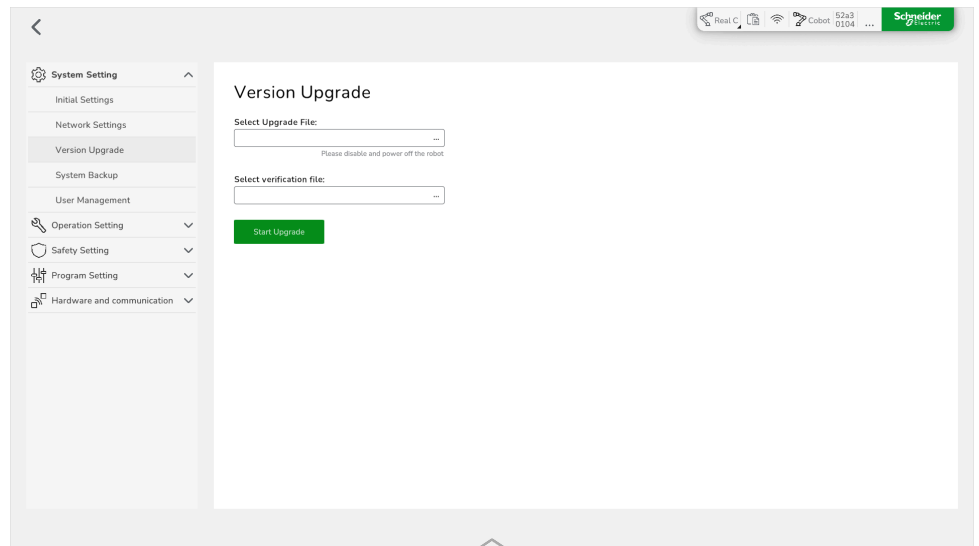 Real C
Cobot
52a3
0104
...
Schneider
Electric
System Setting
Initial Settings
Network Settings
Version Upgrade
System Backup
User Management
Operation Setting
Safety Setting
Program Setting
Hardware and communication
Version Upgrade
Select Upgrade File:
...
Please disable and power off the robot
Select verification file:
...
Start Upgrade